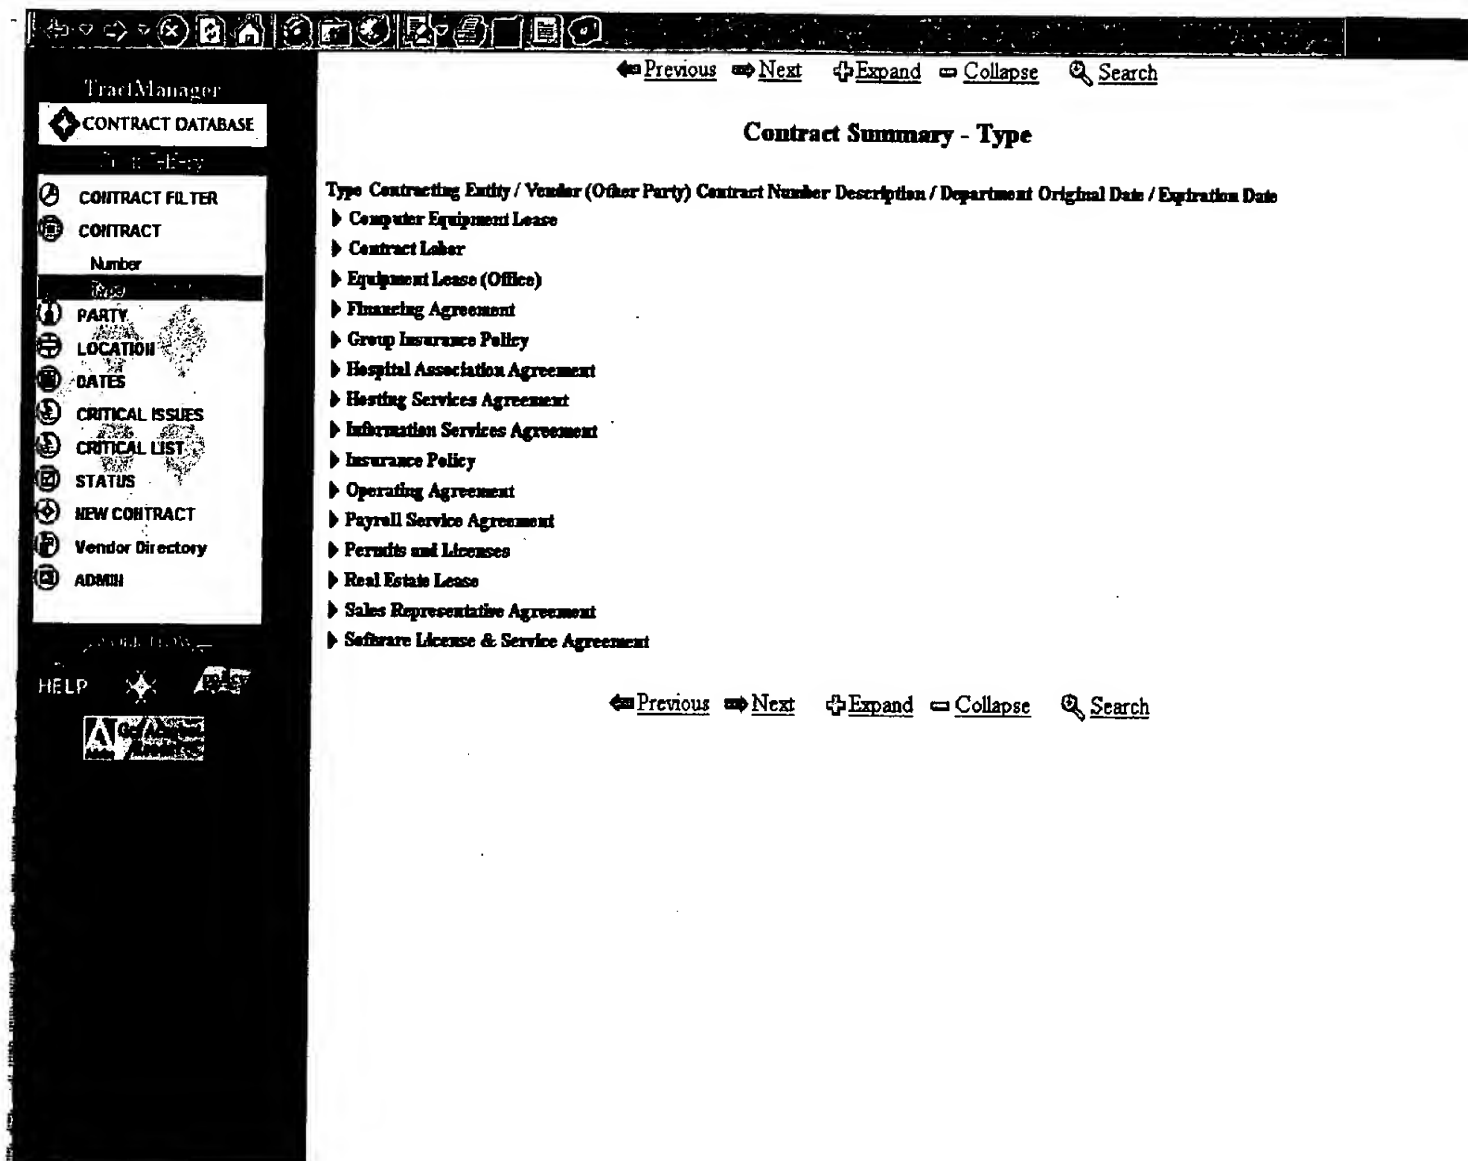 Previous Next Expand Collapse Search
TractManager
CONTRACT DATABASE
Contract Summary - Type
Type Contracting Entity / Vendor (Other Party) Contract Number Description / Department Original Date / Expiration Date
CONTRACT FILTER
CONTRACT
Number
Type
PARTY
LOCATION
DATES
CRITICAL ISSUES
CRITICAL LIST
STATUS
NEW CONTRACT
Vendor Directory
ADMIN
HELP
Computer Equipment Lease
Contract Labor
Equipment Lease (Office)
Financing Agreement
Group Insurance Policy
Hospital Association Agreement
Hosting Services Agreement
Information Services Agreement
Insurance Policy
Operating Agreement
Payroll Service Agreement
Permits and Licenses
Real Estate Lease
Sales Representative Agreement
Software License & Service Agreement
Previous Next Expand Collapse Search